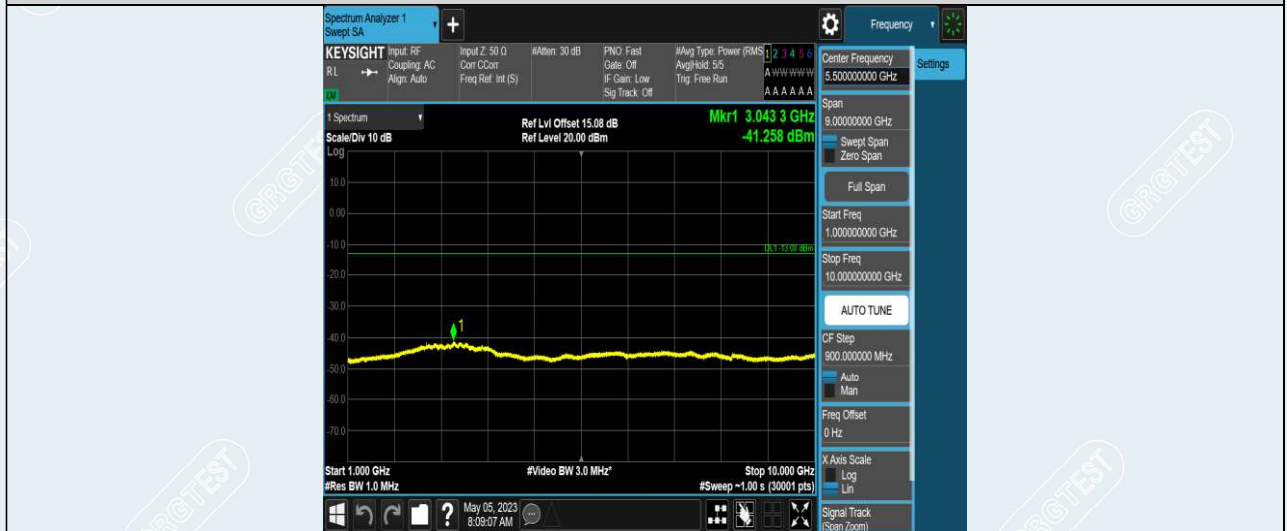 Spectrum Analyzer 1
Swept SA
+
Frequency
KEYSIGHT
RL
Input: RF
Coupling: AC
Align: Auto
Input Z: 50 Ω
Corr CCorr
Freq Ref: Int (S)
#Atten: 30 dB
PNO: Fast
Gate: Off
IF Gain: Low
Sig Track: Off
#Avg Type: Power (RMS
Avg|Hold: 5/5
Trig: Free Run
1 2 3 4 5 6
A W W W W W
A A A A A A
1 Spectrum
Scale/Div 10 dB
Log
Ref Lvl Offset 15.08 dB
Ref Level 20.00 dBm
Mkr1 3.043 3 GHz
-41.258 dBm
10.0
0.00
-10.0
DL1 -13.00 dBm
-20.0
-30.0
1
-40.0
-50.0
-60.0
-70.0
Start 1.000 GHz
#Res BW 1.0 MHz
#Video BW 3.0 MHz*
Stop 10.000 GHz
#Sweep ~1.00 s (30001 pts)
?
May 05, 2023
8:09:07 AM
Center Frequency
5.500000000 GHz
Settings
Span
9.00000000 GHz
Swept Span
Zero Span
Full Span
Start Freq
1.000000000 GHz
Stop Freq
10.000000000 GHz
AUTO TUNE
CF Step
900.000000 MHz
Auto
Man
Freq Offset
0 Hz
X Axis Scale
Log
Lin
Signal Track
(Span Zoom)
GRGTEST
GRGTEST
GRGTEST
GRGTEST